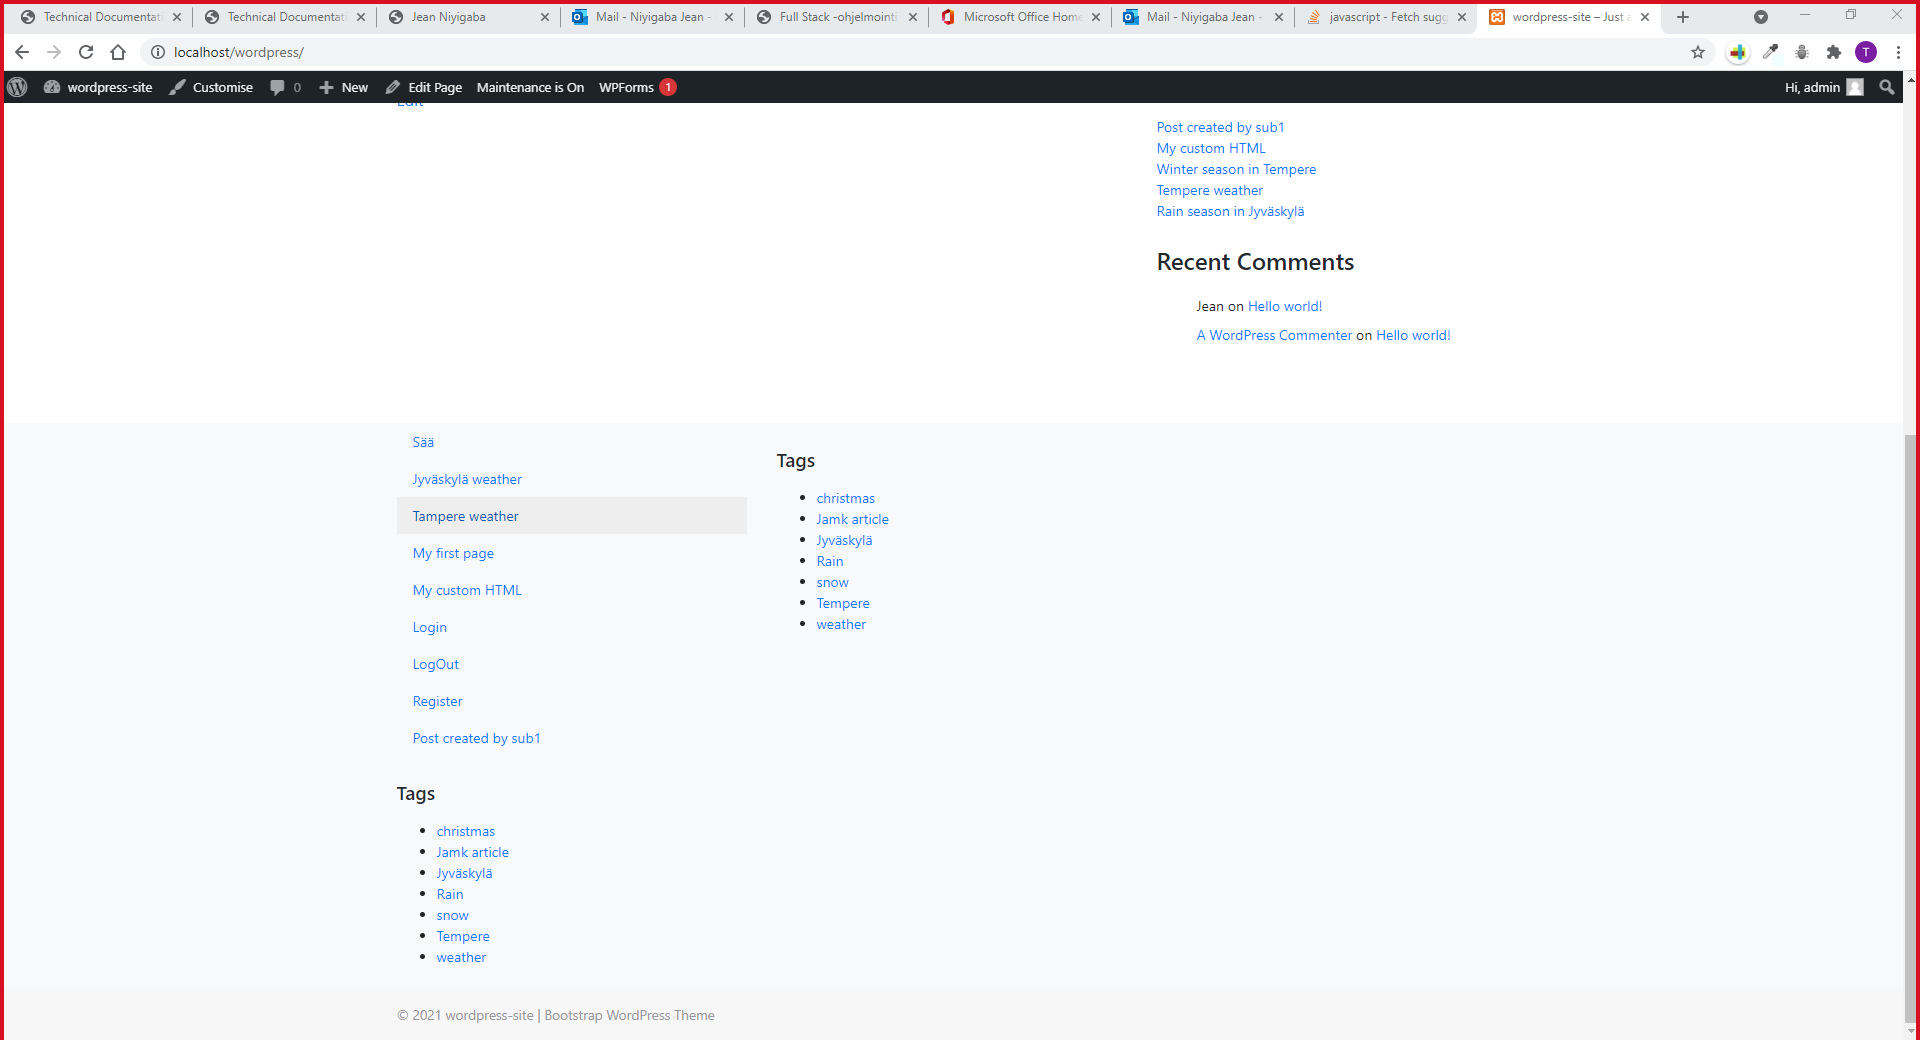 Technical Documentat
Technical Documentat
Jean Niyigaba
Mail - Niyigaba Jean -
Full Stack -ohjelmointi
Microsoft Office Home
Mail - Niyigaba Jean -
javascript - Fetch sugg
wordpress-site – Just a
localhost/wordpress/
T
wordpress-site
Customise
0
New
Edit Page
Maintenance is On
WPForms 1
Hi, admin
Edit
Post created by sub1
My custom HTML
Winter season in Tempere
Tempere weather
Rain season in Jyväskylä
Recent Comments
Jean on Hello world!
A WordPress Commenter on Hello world!
Sää
Jyväskylä weather
Tampere weather
My first page
My custom HTML
Login
LogOut
Register
Post created by sub1
Tags
christmas
Jamk article
Jyväskylä
Rain
snow
Tempere
weather
Tags
christmas
Jamk article
Jyväskylä
Rain
snow
Tempere
weather
© 2021 wordpress-site | Bootstrap WordPress Theme